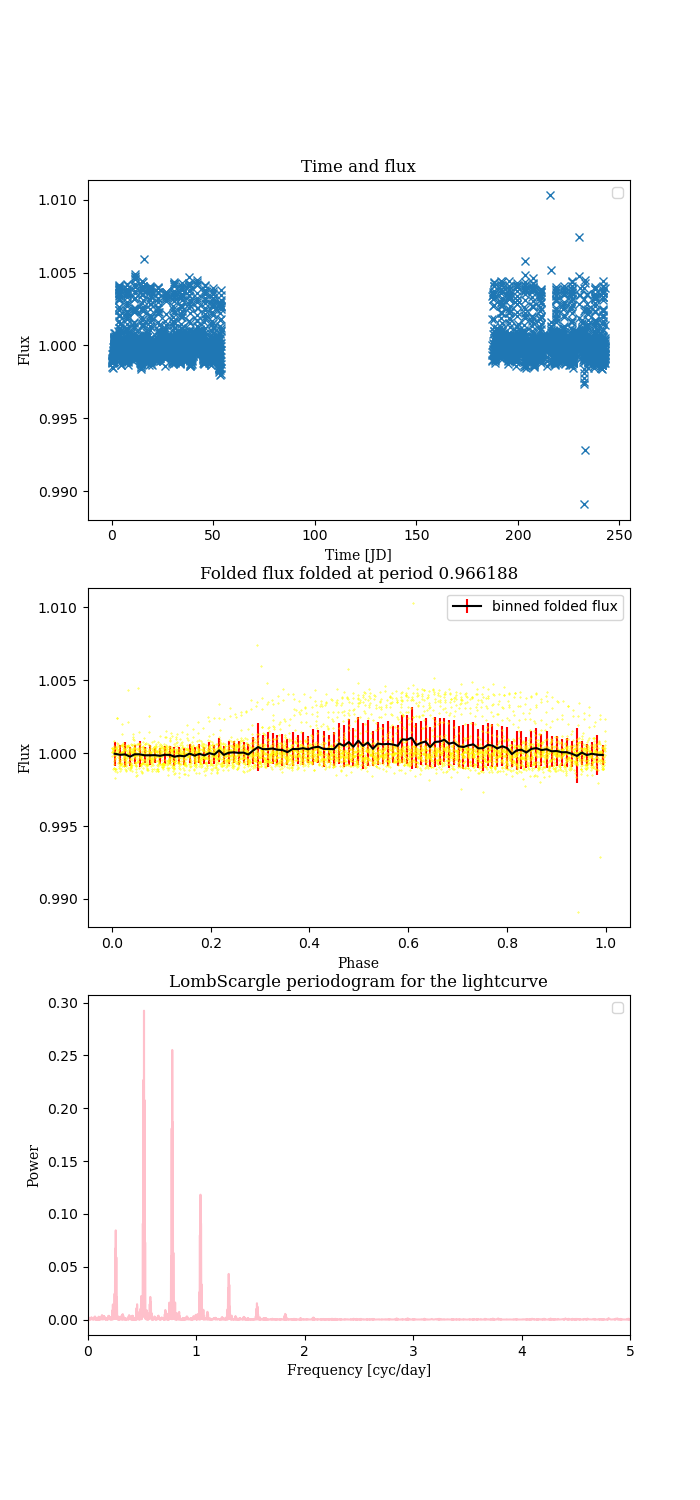 Time and flux
1.010
1.005
1.000
0.995
0.990
Flux
0 50 100 150 200 250
Time [JD]
Folded flux folded at period 0.966188
binned folded flux
1.010
1.005
1.000
0.995
0.990
Flux
0.0 0.2 0.4 0.6 0.8 1.0
Phase
LombScargle periodogram for the lightcurve
0.30
0.25
0.20
0.15
0.10
0.05
0.00
Power
0 1 2 3 4 5
Frequency [cyc/day]